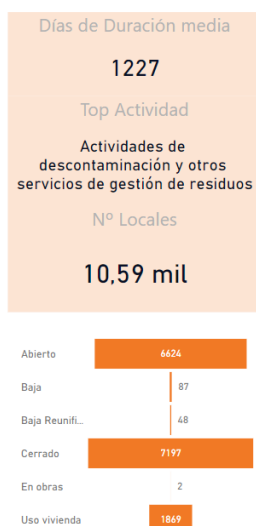 Días de Duración media
1227
Top Actividad
Actividades de
descontaminación y otros
servicios de gestión de residuos
Nº Locales
10,59 mil
Abierto 6624
Baja 87
Baja Reunifi... 48
Cerrado 7197
En obras 2
Uso vivienda 1869